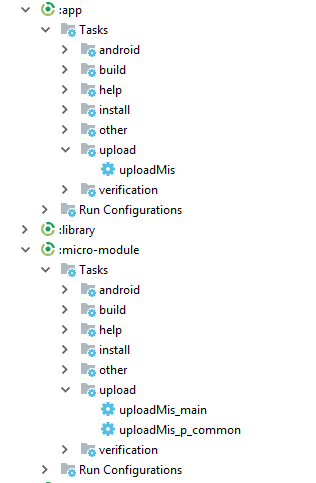 :app
Tasks
android
build
help
install
other
upload
uploadMis
verification
Run Configurations
:library
:micro-module
Tasks
android
build
help
install
other
upload
uploadMis_main
uploadMis_p_common
verification
Run Configurations